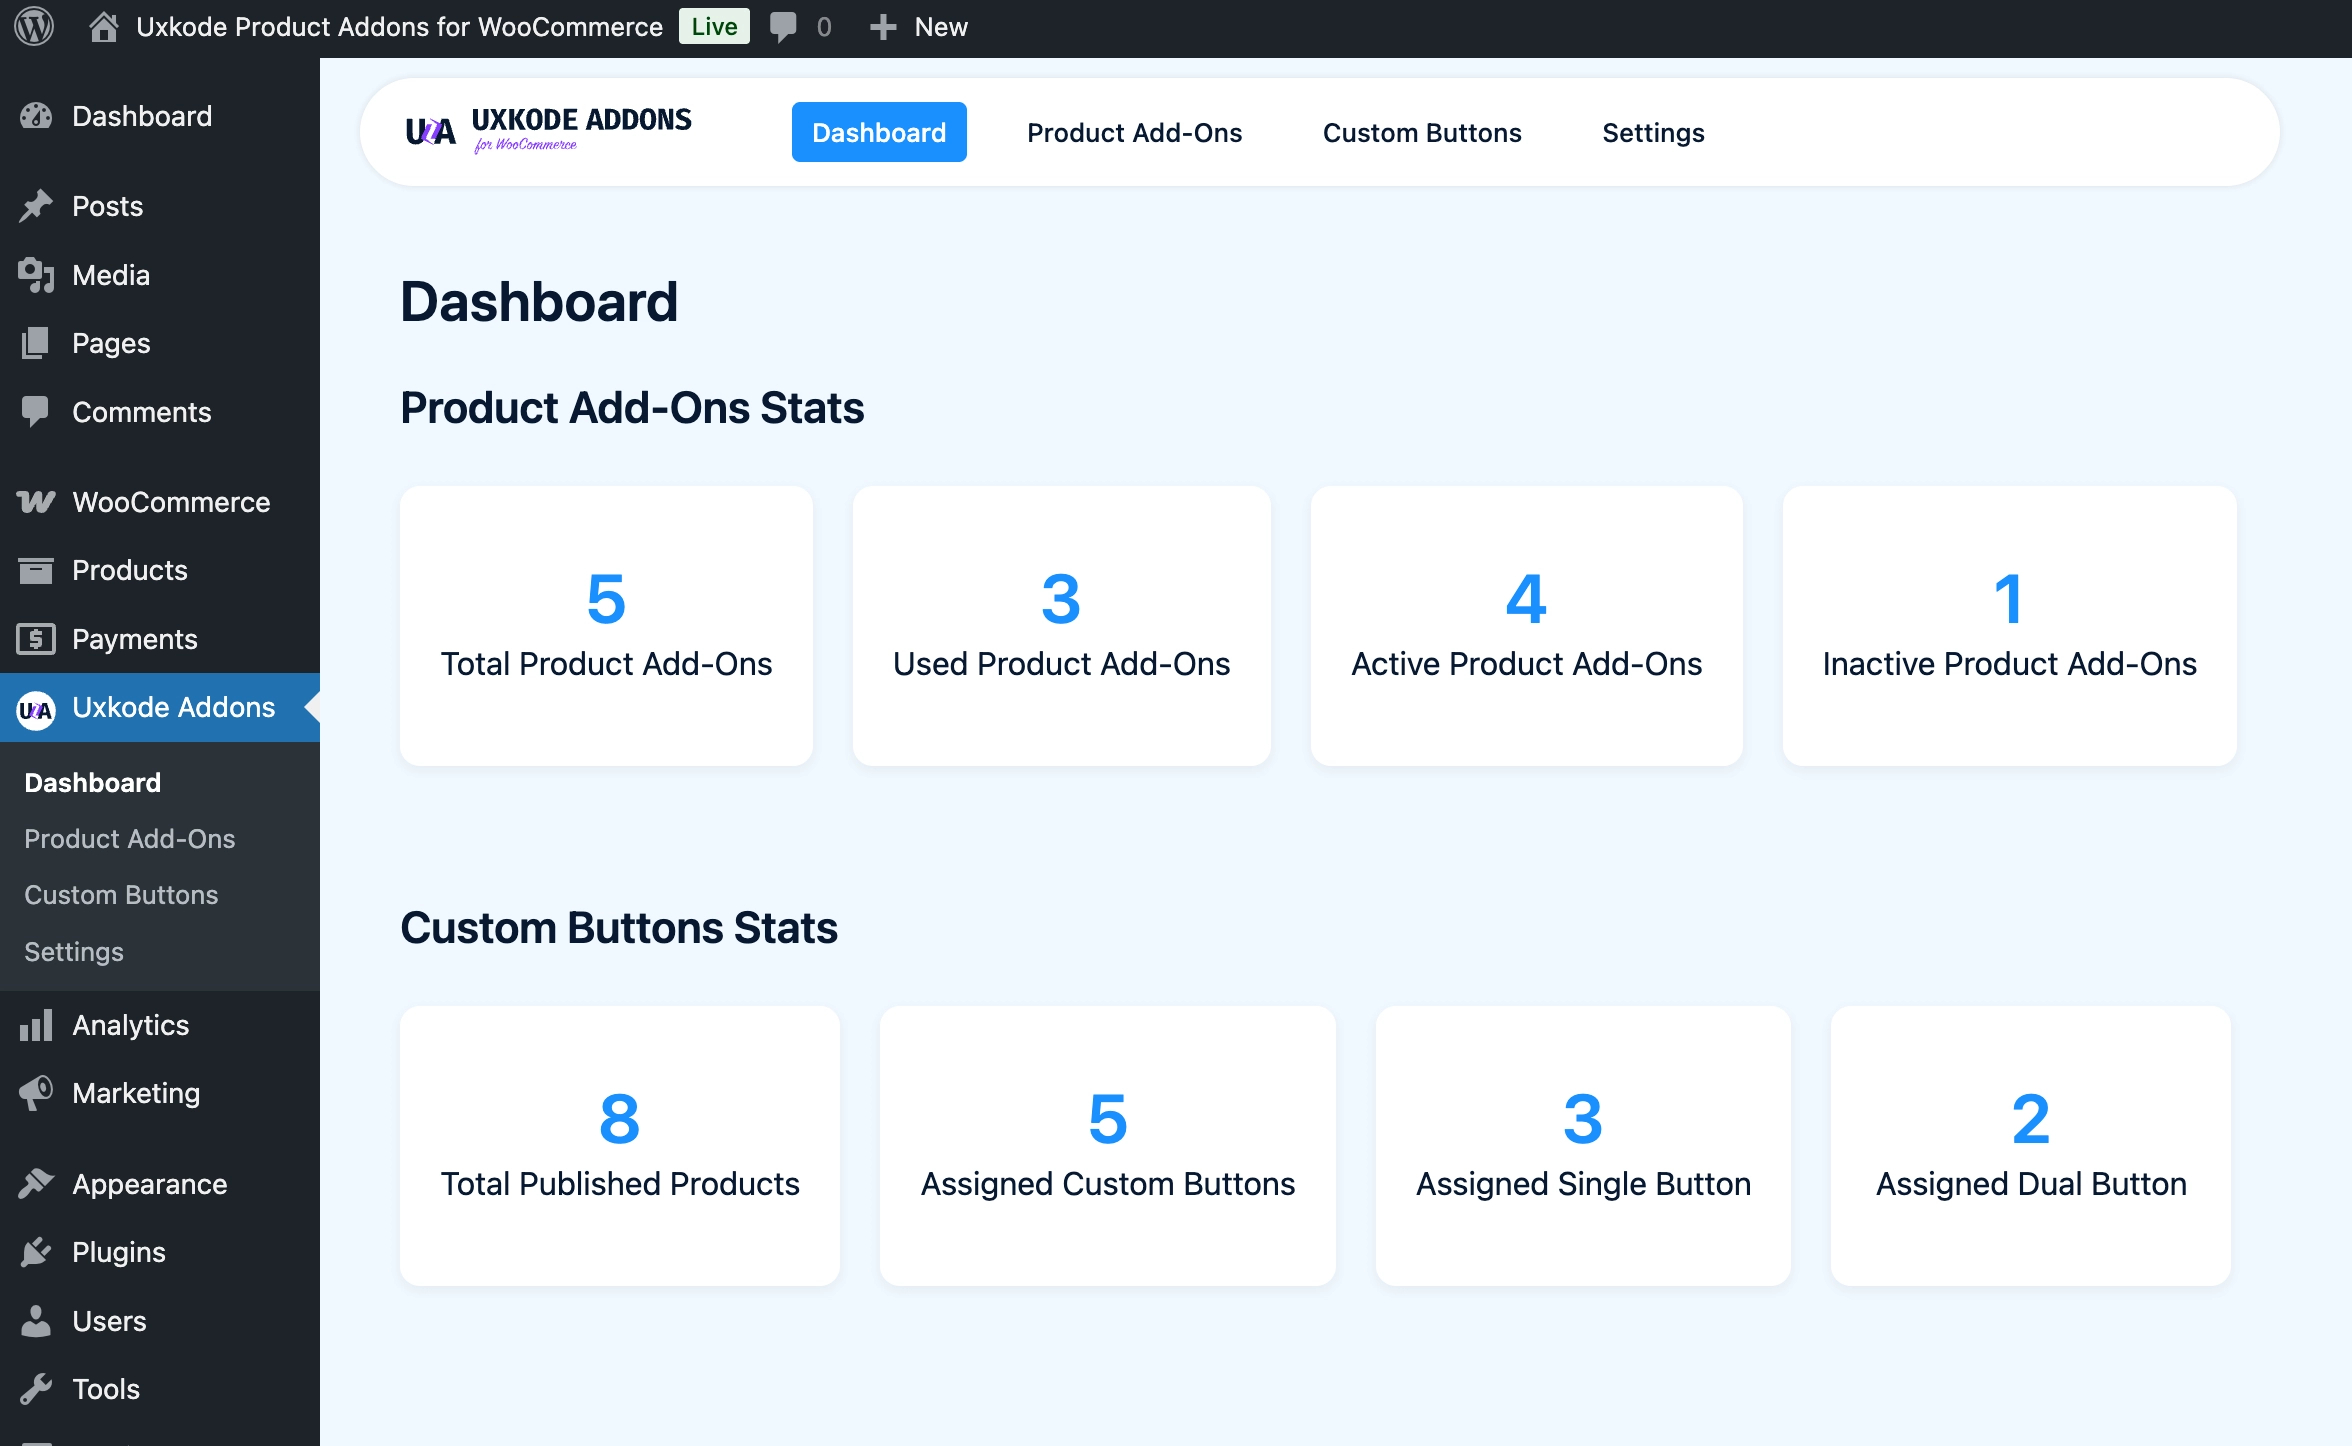 Uxkode Product Addons for WooCommerce Live 0 New
Dashboard
Posts
Media
Pages
Comments
WooCommerce
Products
Payments
Uxkode Addons
Dashboard
Product Add-Ons
Custom Buttons
Settings
Analytics
Marketing
Appearance
Plugins
Users
Tools
UXKODE ADDONS
for WooCommerce
Dashboard Product Add-Ons Custom Buttons Settings
Dashboard
Product Add-Ons Stats
5
Total Product Add-Ons
3
Used Product Add-Ons
4
Active Product Add-Ons
1
Inactive Product Add-Ons
Custom Buttons Stats
8
Total Published Products
5
Assigned Custom Buttons
3
Assigned Single Button
2
Assigned Dual Button